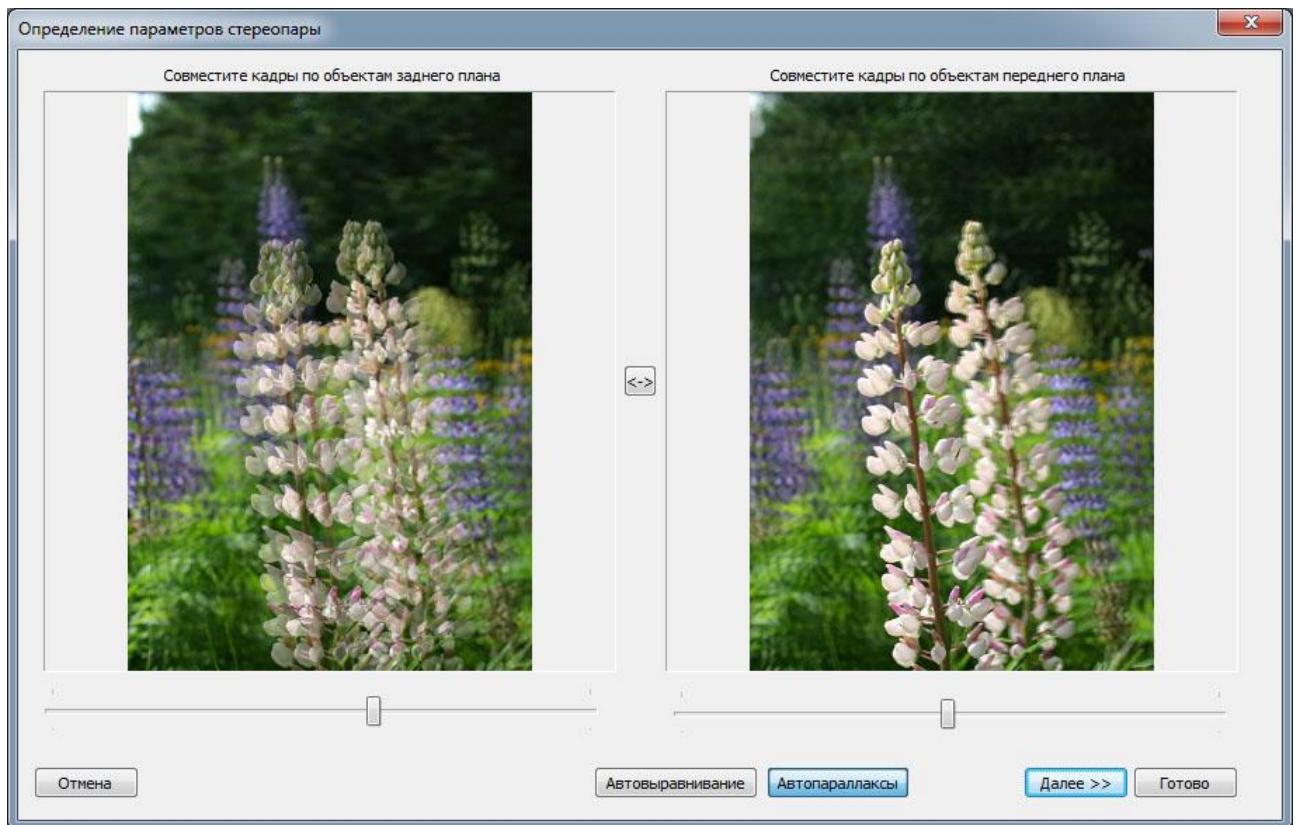 Определение параметров стереопары
Совместите кадры по объектам заднего плана
Совместите кадры по объектам переднего плана
<->
Отмена
Автовыравнивание
Автопараллаксы
Далее >>
Готово